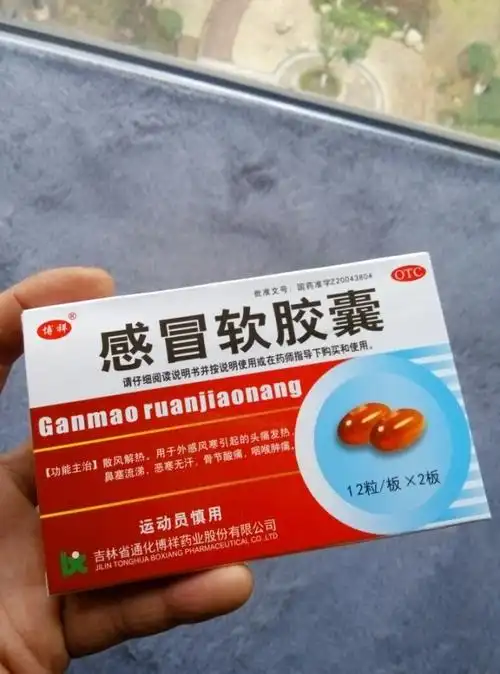 博祥®
批准文号:国药准字Z20043804
OTC
感冒软胶囊
请仔细阅读说明书并按说明使用或在药师指导下购买和使用。
Ganmao ruanjiaonang
【功能主治】散风解热。用于外感风寒引起的头痛发热,
鼻塞流涕,恶寒无汗,骨节酸痛,咽喉肿痛。
12粒/板×2板
运动员慎用
吉林省通化博祥药业股份有限公司
JILIN TONGHUA BOXIANG PHARMACEUTICAL CO.,LTD